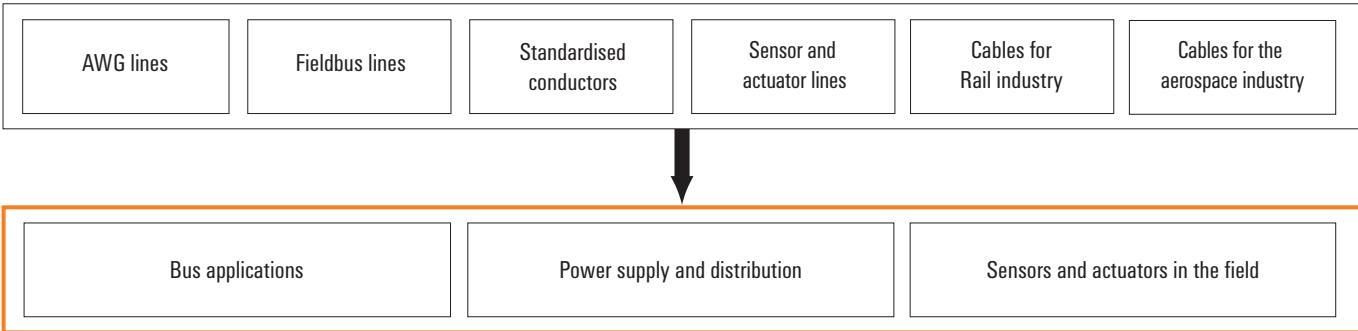 AWG lines
Fieldbus lines
Standardised
conductors
Sensor and
actuator lines
Cables for
Rail industry
Cables for the
aerospace industry
Bus applications
Power supply and distribution
Sensors and actuators in the field